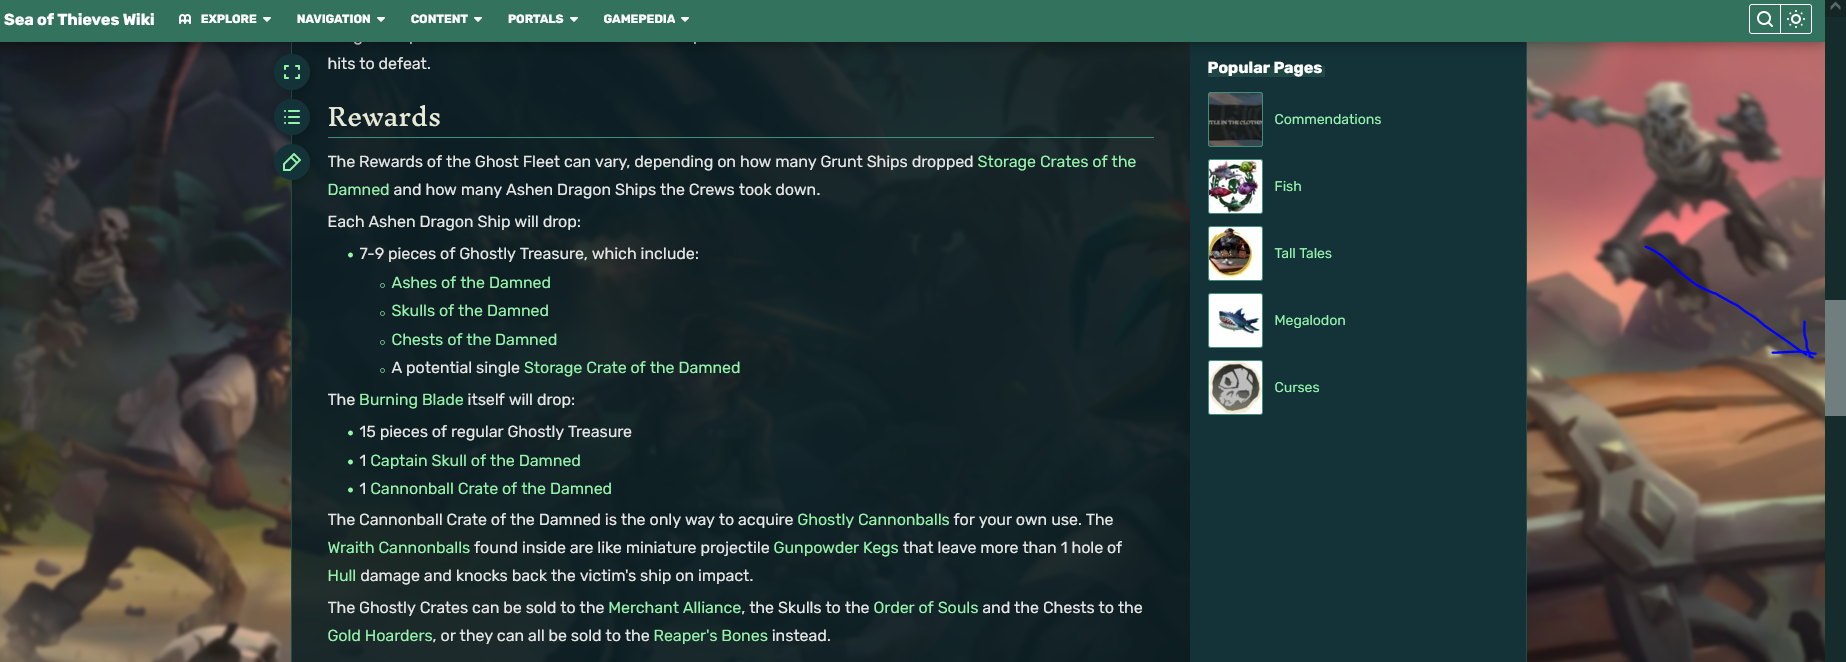 Sea of Thieves Wiki EXPLORE NAVIGATION CONTENT PORTALS GAMEPEDIA
hits to defeat.
Rewards
The Rewards of the Ghost Fleet can vary, depending on how many Grunt Ships dropped Storage Crates of the
Damned and how many Ashen Dragon Ships the Crews took down.
Each Ashen Dragon Ship will drop:
7-9 pieces of Ghostly Treasure, which include:
Ashes of the Damned
Skulls of the Damned
Chests of the Damned
A potential single Storage Crate of the Damned
The Burning Blade itself will drop:
15 pieces of regular Ghostly Treasure
1 Captain Skull of the Damned
1 Cannonball Crate of the Damned
The Cannonball Crate of the Damned is the only way to acquire Ghostly Cannonballs for your own use. The
Wraith Cannonballs found inside are like miniature projectile Gunpowder Kegs that leave more than 1 hole of
Hull damage and knocks back the victim's ship on impact.
The Ghostly Crates can be sold to the Merchant Alliance, the Skulls to the Order of Souls and the Chests to the
Gold Hoarders, or they can all be sold to the Reaper's Bones instead.
Popular Pages
Commendations
Fish
Tall Tales
Megalodon
Curses